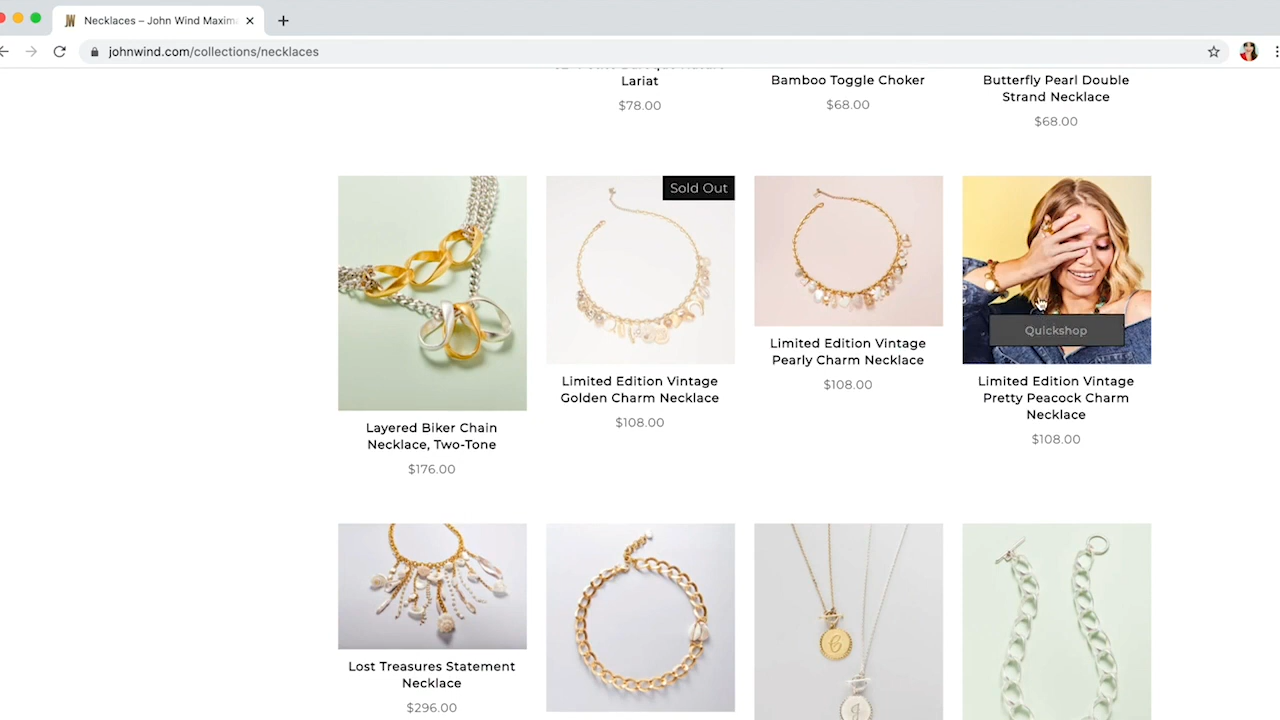 Necklaces – John Wind Maxima
johnwind.com/collections/necklaces
Lariat
$78.00
Bamboo Toggle Choker
$68.00
Butterfly Pearl Double
Strand Necklace
$68.00
Layered Biker Chain
Necklace, Two-Tone
$176.00
Sold Out
Limited Edition Vintage
Golden Charm Necklace
$108.00
Limited Edition Vintage
Pearly Charm Necklace
$108.00
Quickshop
Limited Edition Vintage
Pretty Peacock Charm
Necklace
$108.00
Lost Treasures Statement
Necklace
$296.00